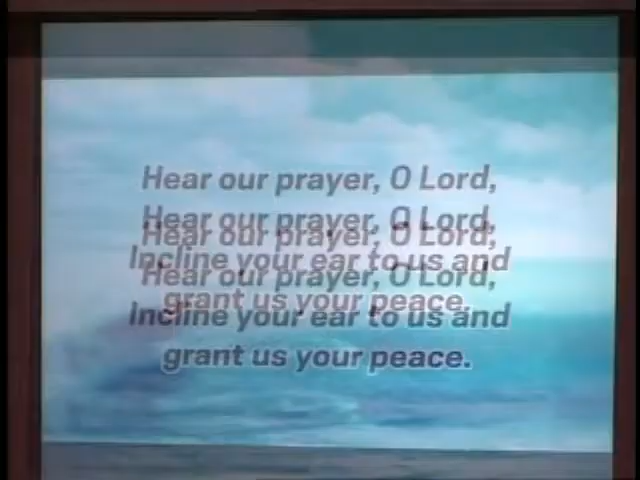 Hear our prayer, O Lord,
Hear our prayer, O Lord,
Hear our prayer, O Lord,
Incline your ear to us and
Hear our prayer, O Lord,
grant us your peace.
Incline your ear to us and
grant us your peace.